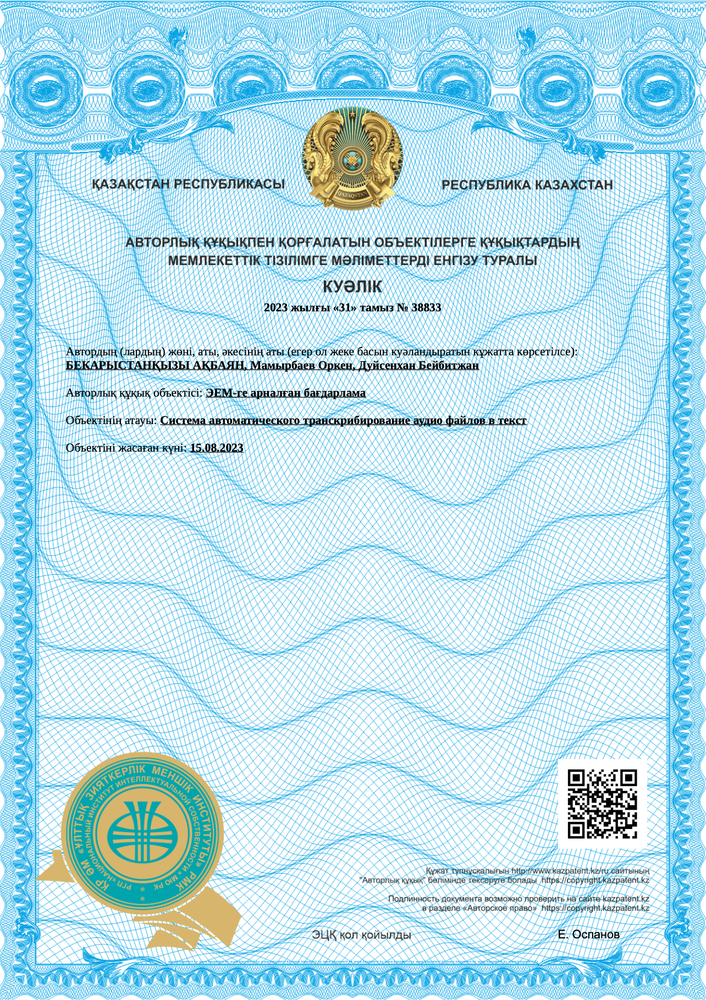 ҚАЗАҚСТАН РЕСПУБЛИКАСЫ
РЕСПУБЛИКА КАЗАХСТАН
QAZAQSTAN
АВТОРЛЫҚ ҚҰҚЫҚПЕН ҚОРҒАЛАТЫН ОБЪЕКТІЛЕРГЕ ҚҰҚЫҚТАРДЫҢ
МЕМЛЕКЕТТІК ТІЗІЛІМГЕ МӘЛІМЕТТЕРДІ ЕНГІЗУ ТУРАЛЫ
КУӘЛІК
2023 жылғы «31» тамыз № 38833
Автордың (лардың) жөні, аты, әкесінің аты (егер ол жеке басын куәландыратын құжатта көрсетілсе):
БЕКАРЫСТАНҚЫЗЫ АҚБАЯН, Мамырбаев Оркен, Дуйсенхан Бейбитжан
Авторлық құқық объектісі: ЭЕМ-ге арналған бағдарлама
Объектінің атауы: Система автоматического транскрибирование аудио файлов в текст
Объектіні жасаған күні: 15.08.2023
ҚР ӘМ «ҰЛТТЫҚ ЗИЯТКЕРЛІК МЕНШІК ИНСТИТУТЫ» РМК
РГП «НАЦИОНАЛЬНЫЙ ИНСТИТУТ ИНТЕЛЛЕКТУАЛЬНОЙ СОБСТВЕННОСТИ» МЮ РК
Құжат түпнұсқалығын http://www.kazpatent.kz/ru сайтының
"Авторлық құқық" бөлімінде тексеруге болады https://copyright.kazpatent.kz
Подлинность документа возможно проверить на сайте kazpatent.kz
в разделе «Авторское право» https://copyright.kazpatent.kz
ЭЦҚ қол қойылды
Е. Оспанов